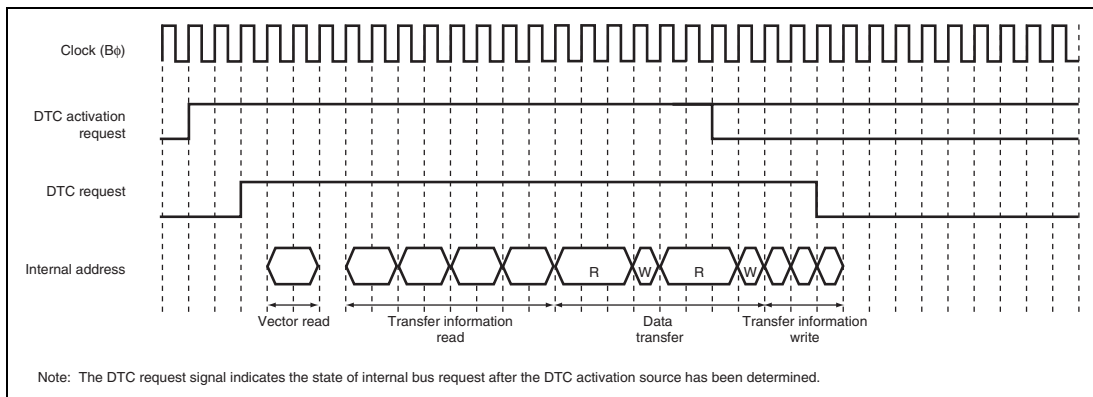 Clock (Bϕ)
DTC activation
request
DTC request
Internal address
R
W
R
W
Vector read
Transfer information
read
Data
transfer
Transfer information
write
Note: The DTC request signal indicates the state of internal bus request after the DTC activation source has been determined.